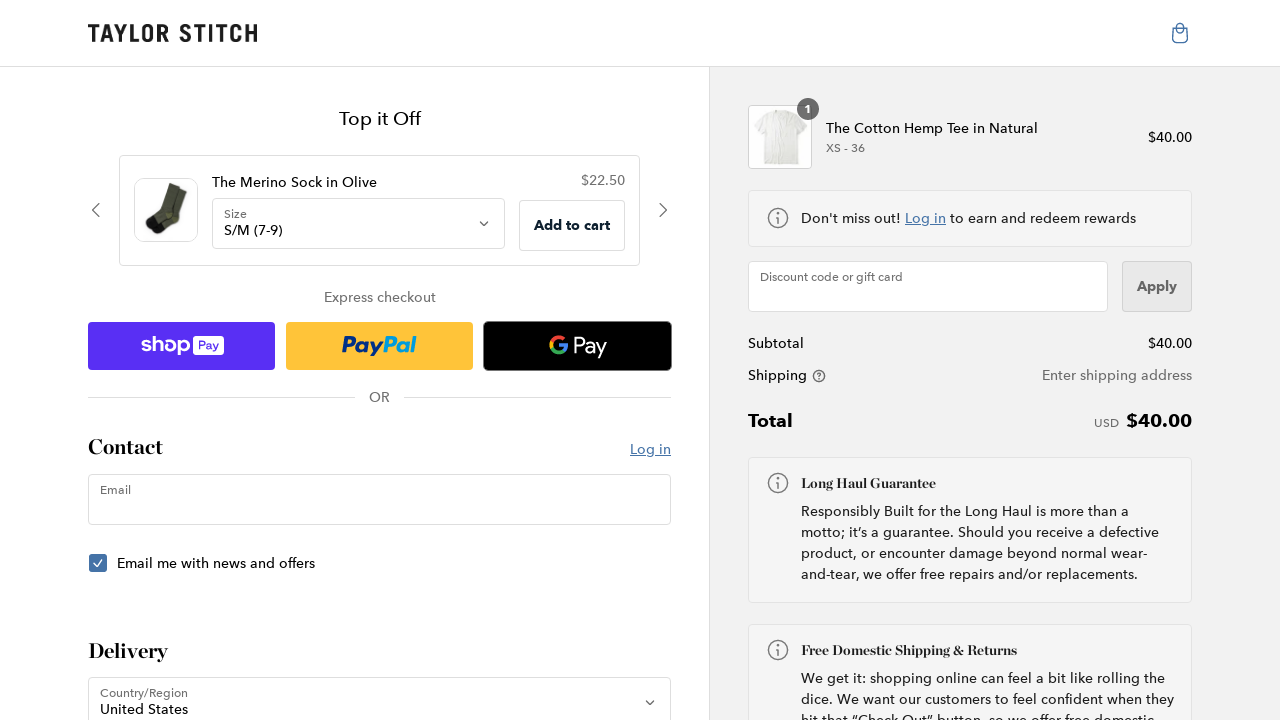 TAYLOR STITCH
Top it Off
The Merino Sock in Olive
$22.50
Size
S/M (7-9)
Add to cart
Express checkout
shop Pay
PayPal
G Pay
OR
Contact
Log in
Email
Email me with news and offers
Delivery
Country/Region
United States
1
The Cotton Hemp Tee in Natural
XS - 36
$40.00
Don't miss out! Log in to earn and redeem rewards
Discount code or gift card
Apply
Subtotal
$40.00
Shipping
Enter shipping address
Total
USD $40.00
Long Haul Guarantee
Responsibly Built for the Long Haul is more than a
motto; it’s a guarantee. Should you receive a defective
product, or encounter damage beyond normal wear-
and-tear, we offer free repairs and/or replacements.
Free Domestic Shipping & Returns
We get it: shopping online can feel a bit like rolling the
dice. We want our customers to feel confident when they
hit that “Check Out” button, so we offer free domestic